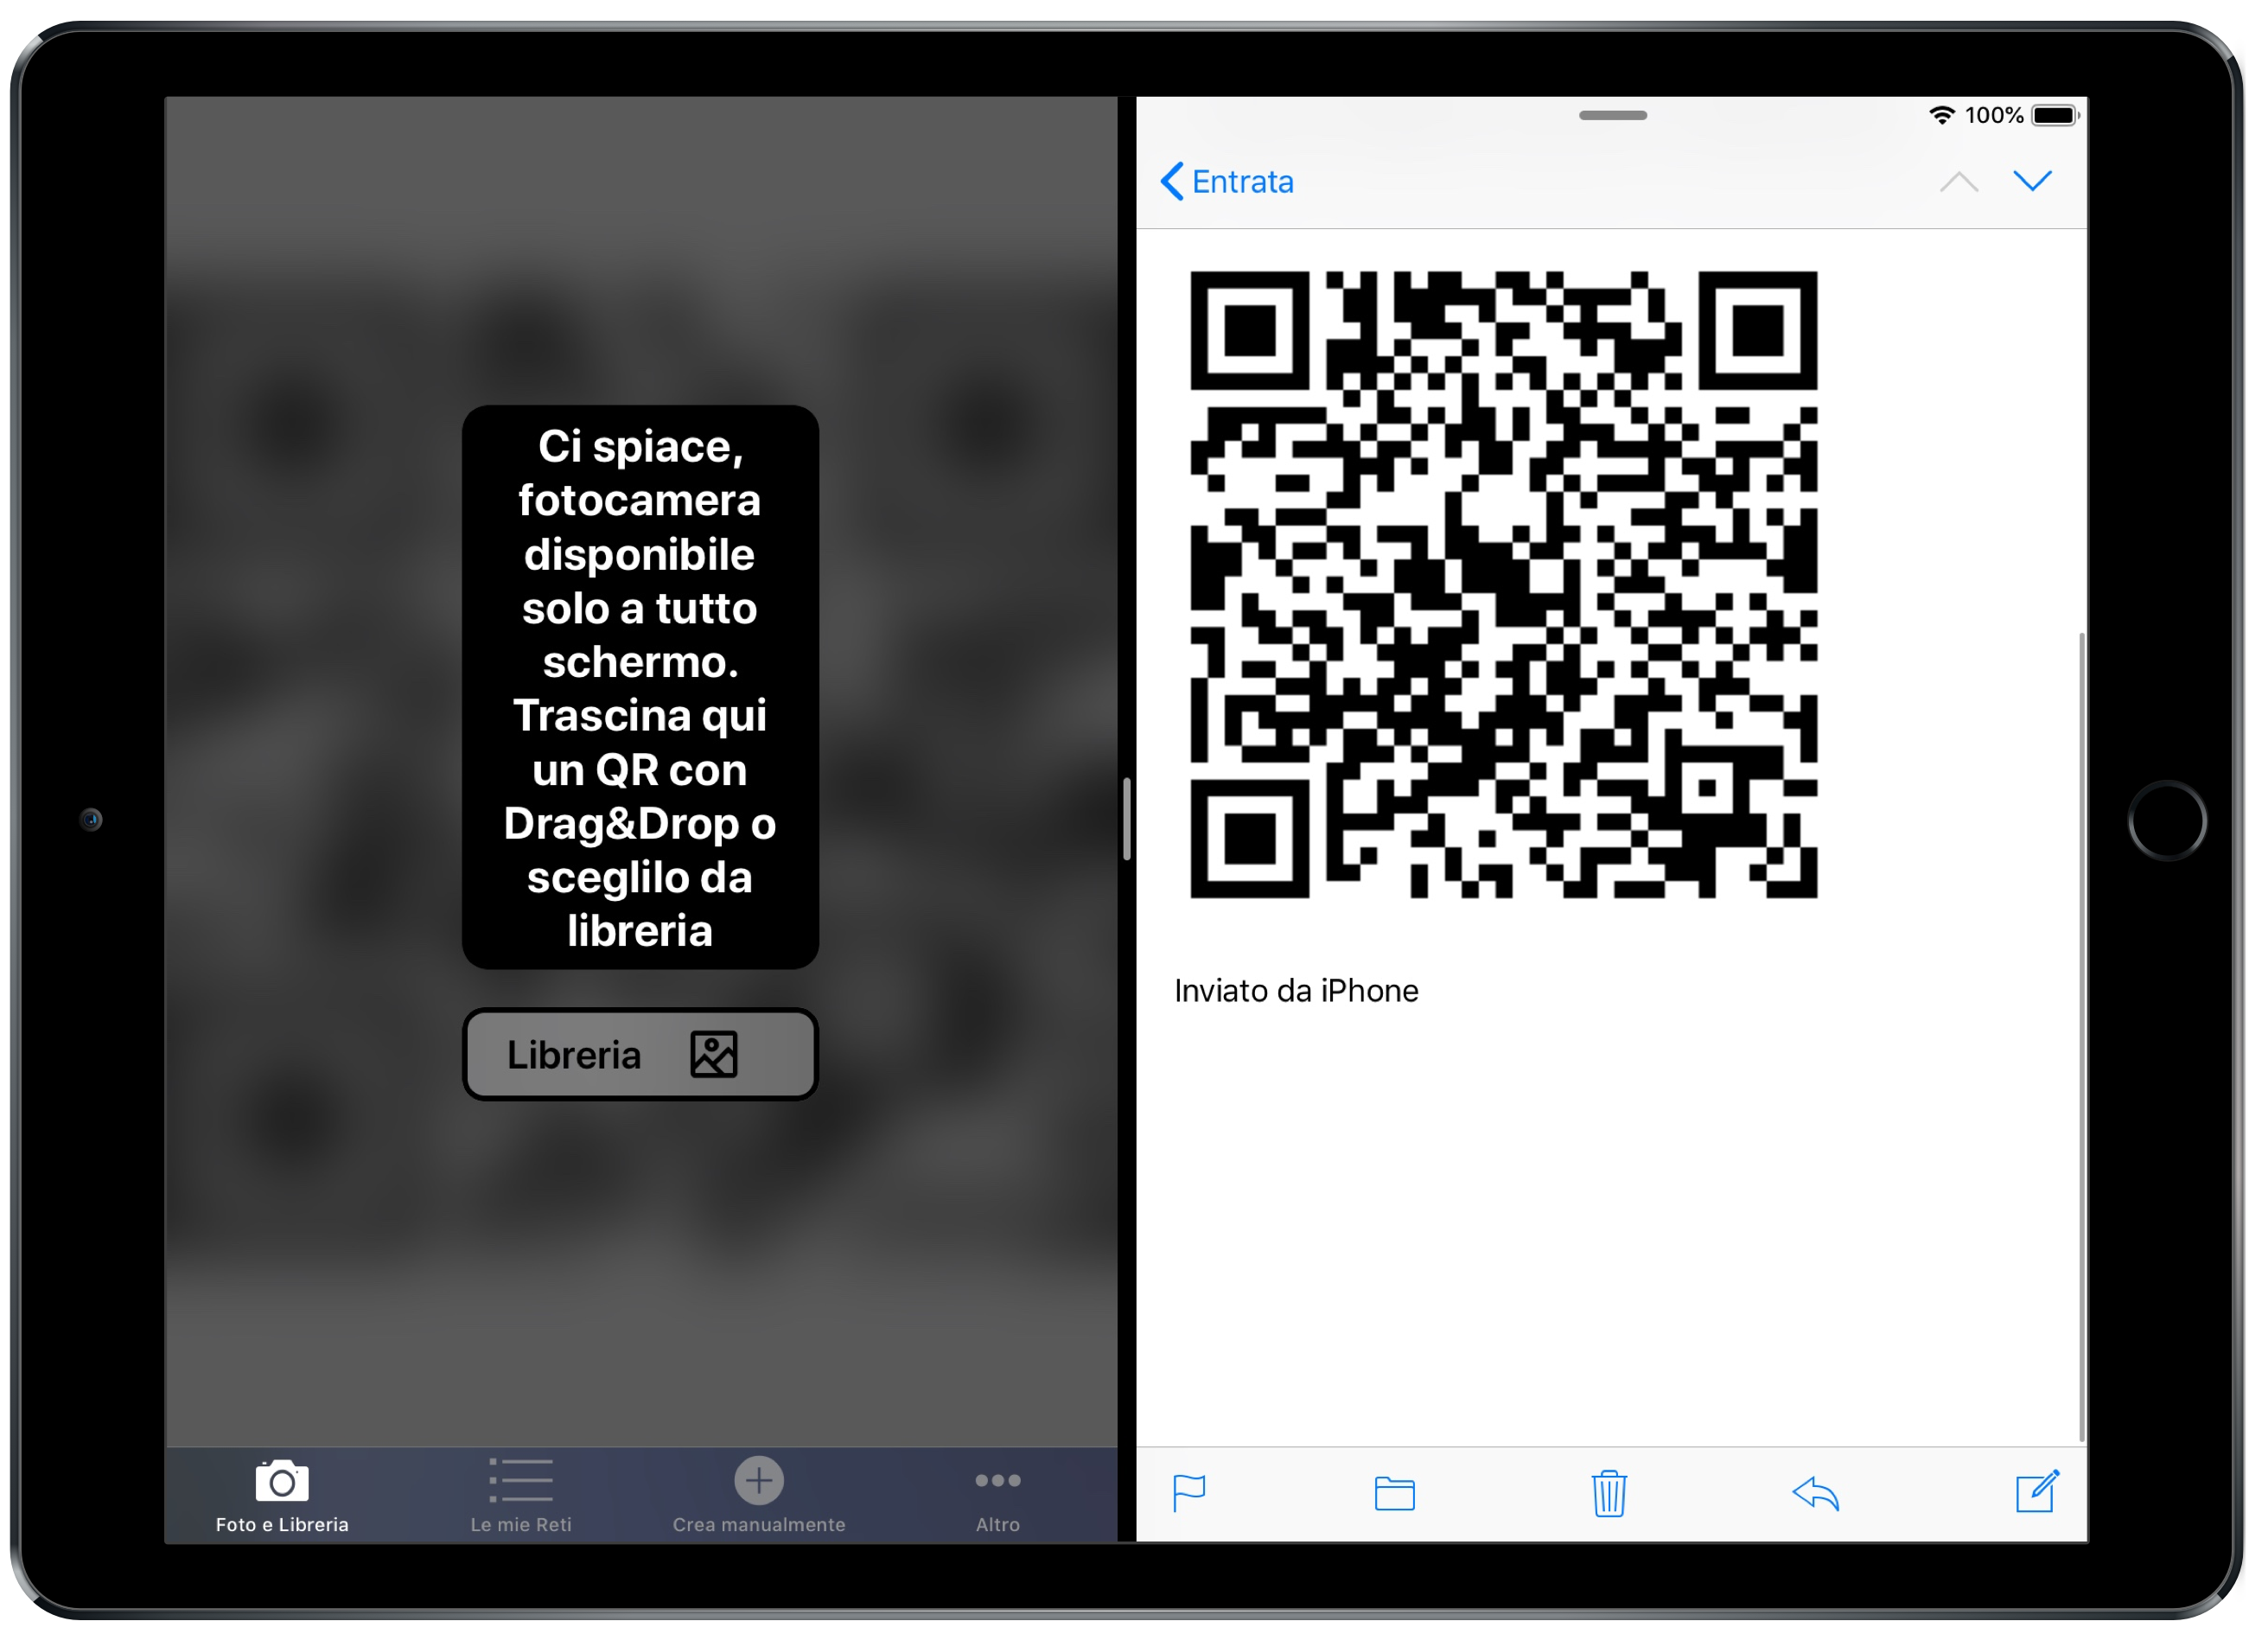 Ci spiace,
fotocamera
disponibile
solo a tutto
schermo.
Trascina qui
un QR con
Drag&Drop o
sceglilo da
libreria
Libreria
Foto e Libreria
Le mie Reti
Crea manualmente
Altro
100%
Entrata
Inviato da iPhone